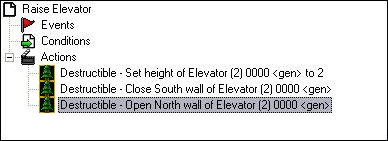 Raise Elevator
Events
Conditions
Actions
Destructible - Set height of Elevator (2) 0000 <gen> to 2
Destructible - Close South wall of Elevator (2) 0000 <gen>
Destructible - Open North wall of Elevator (2) 0000 <gen>